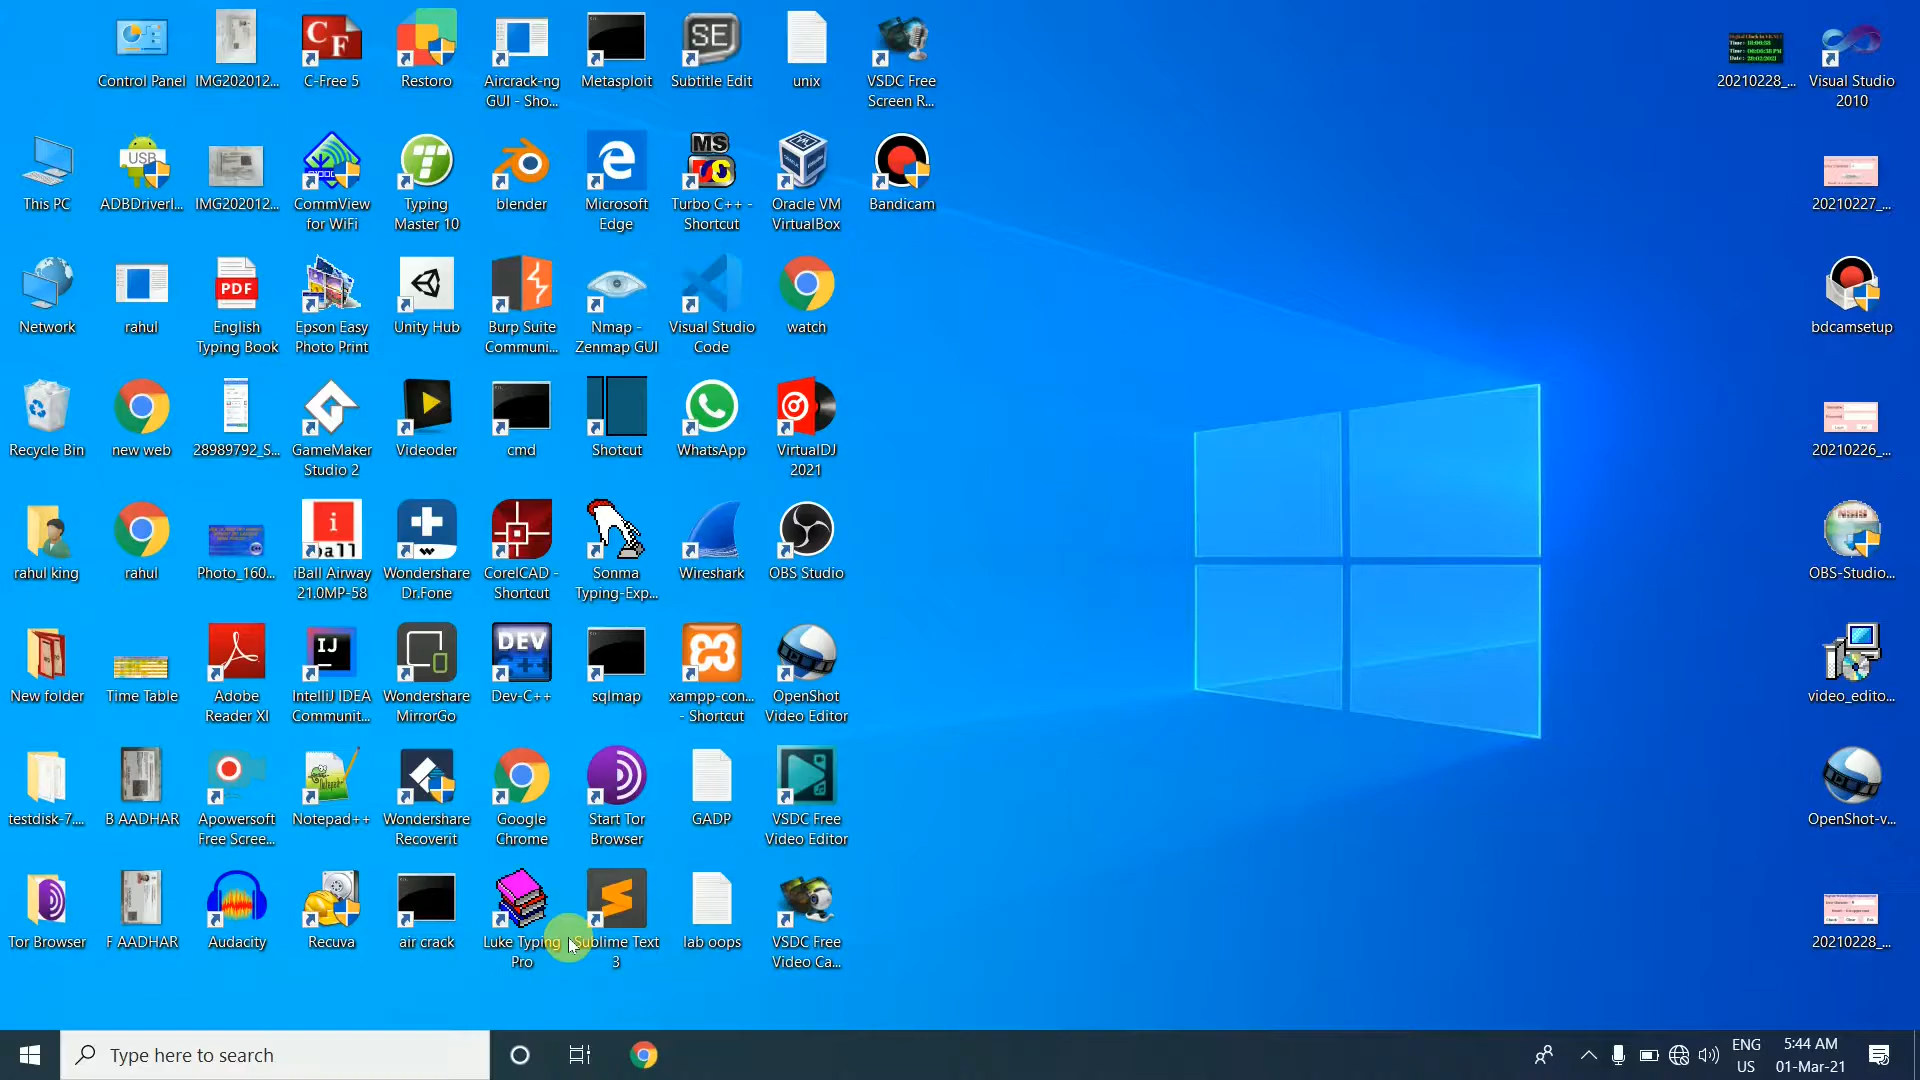 Control Panel
IMG202012...
C-Free 5
Restoro
Aircrack-ng
GUI - Sho...
Metasploit
Subtitle Edit
unix
VSDC Free
Screen R...
20210228_...
Visual Studio
2010
This PC
ADBDriverI...
IMG202012...
CommView
for WiFi
Typing
Master 10
blender
Microsoft
Edge
Turbo C++ -
Shortcut
Oracle VM
VirtualBox
Bandicam
20210227_...
Network
rahul
English
Typing Book
Epson Easy
Photo Print
Unity Hub
Burp Suite
Communi...
Nmap -
Zenmap GUI
Visual Studio
Code
watch
bdcamsetup
Recycle Bin
new web
28989792_S...
GameMaker
Studio 2
Videoder
cmd
Shotcut
WhatsApp
VirtualDJ
2021
20210226_...
rahul king
rahul
Photo_160...
iBall Airway
21.0MP-58
Wondershare
Dr.Fone
CorelCAD -
Shortcut
Sonma
Typing-Exp...
Wireshark
OBS Studio
OBS-Studio...
New folder
Time Table
Adobe
Reader XI
IntelliJ IDEA
Communit...
Wondershare
MirrorGo
Dev-C++
sqlmap
xampp-con...
- Shortcut
OpenShot
Video Editor
video_edito...
testdisk-7....
B AADHAR
Apowersoft
Free Scree...
Notepad++
Wondershare
Recoverit
Google
Chrome
Start Tor
Browser
GADP
VSDC Free
Video Editor
OpenShot-v...
Tor Browser
F AADHAR
Audacity
Recuva
air crack
Luke Typing
Pro
Sublime Text
3
lab oops
VSDC Free
Video Ca...
20210228_...
Type here to search
ENG
US
5:44 AM
01-Mar-21